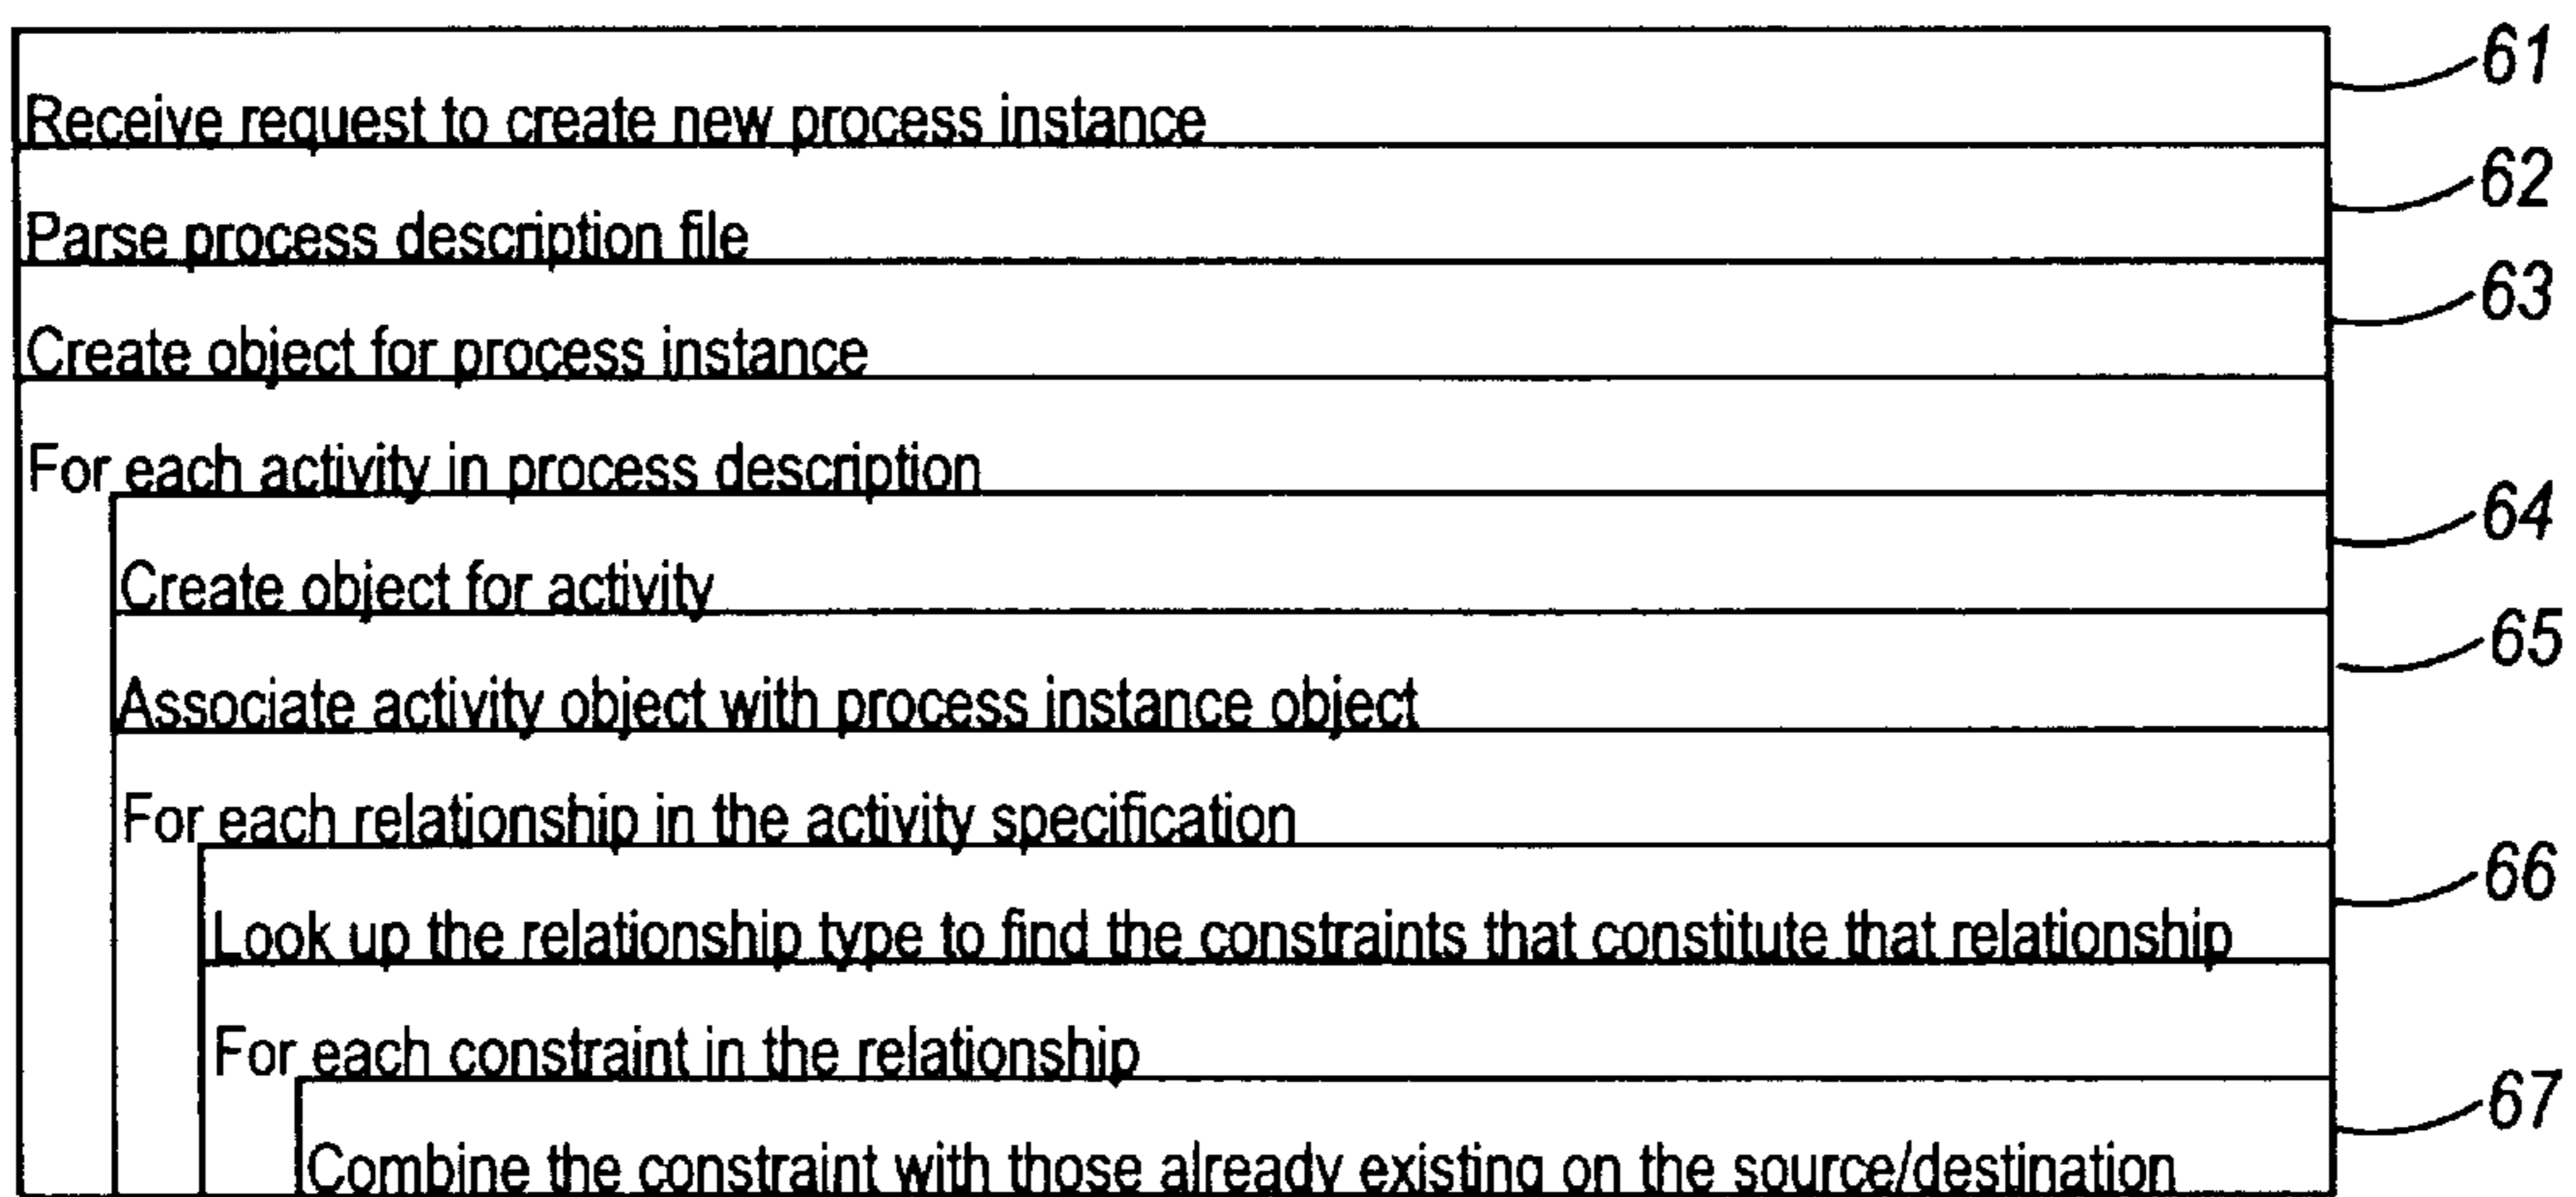 Receive request to create new process instance 61
Parse process description file 62
Create object for process instance 63
For each activity in process description
Create object for activity 64
Associate activity object with process instance object 65
For each relationship in the activity specification
Look up the relationship type to find the constraints that constitute that relationship 66
For each constraint in the relationship
Combine the constraint with those already existing on the source/destination 67